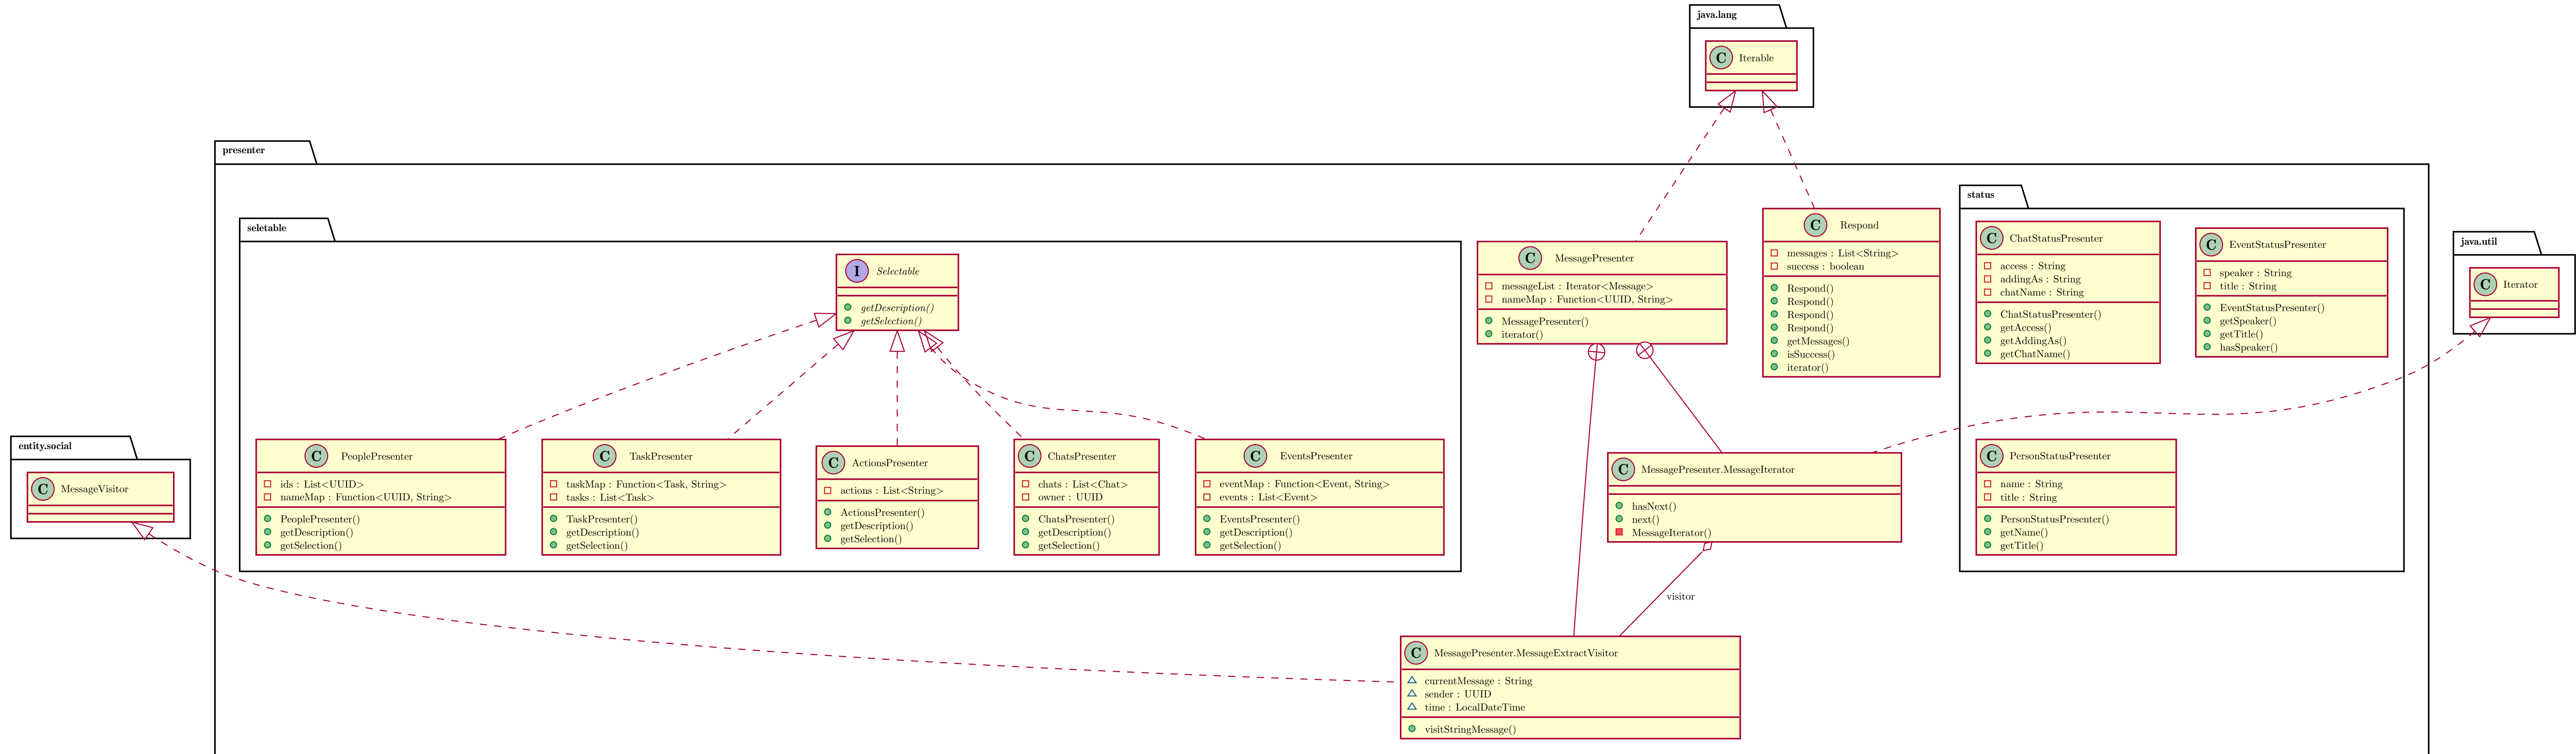 java.lang
C Iterable
presenter
seletable
I Selectable
getDescription()
getSelection()
C PeoplePresenter
ids : List<UUID>
nameMap : Function<UUID, String>
PeoplePresenter()
getDescription()
getSelection()
C TaskPresenter
taskMap : Function<Task, String>
tasks : List<Task>
TaskPresenter()
getDescription()
getSelection()
C ActionsPresenter
actions : List<String>
ActionsPresenter()
getDescription()
getSelection()
C ChatsPresenter
chats : List<Chat>
owner : UUID
ChatsPresenter()
getDescription()
getSelection()
C EventsPresenter
eventMap : Function<Event, String>
events : List<Event>
EventsPresenter()
getDescription()
getSelection()
C MessagePresenter
messageList : Iterator<Message>
nameMap : Function<UUID, String>
MessagePresenter()
iterator()
C Respond
messages : List<String>
success : boolean
Respond()
Respond()
Respond()
Respond()
getMessages()
isSuccess()
iterator()
status
C ChatStatusPresenter
access : String
addingAs : String
chatName : String
ChatStatusPresenter()
getAccess()
getAddingAs()
getChatName()
C EventStatusPresenter
speaker : String
title : String
EventStatusPresenter()
getSpeaker()
getTitle()
hasSpeaker()
C PersonStatusPresenter
name : String
title : String
PersonStatusPresenter()
getName()
getTitle()
java.util
C Iterator
entity.social
C MessageVisitor
C MessagePresenter.MessageIterator
hasNext()
next()
MessageIterator()
visitor
C MessagePresenter.MessageExtractVisitor
currentMessage : String
sender : UUID
time : LocalDateTime
visitStringMessage()